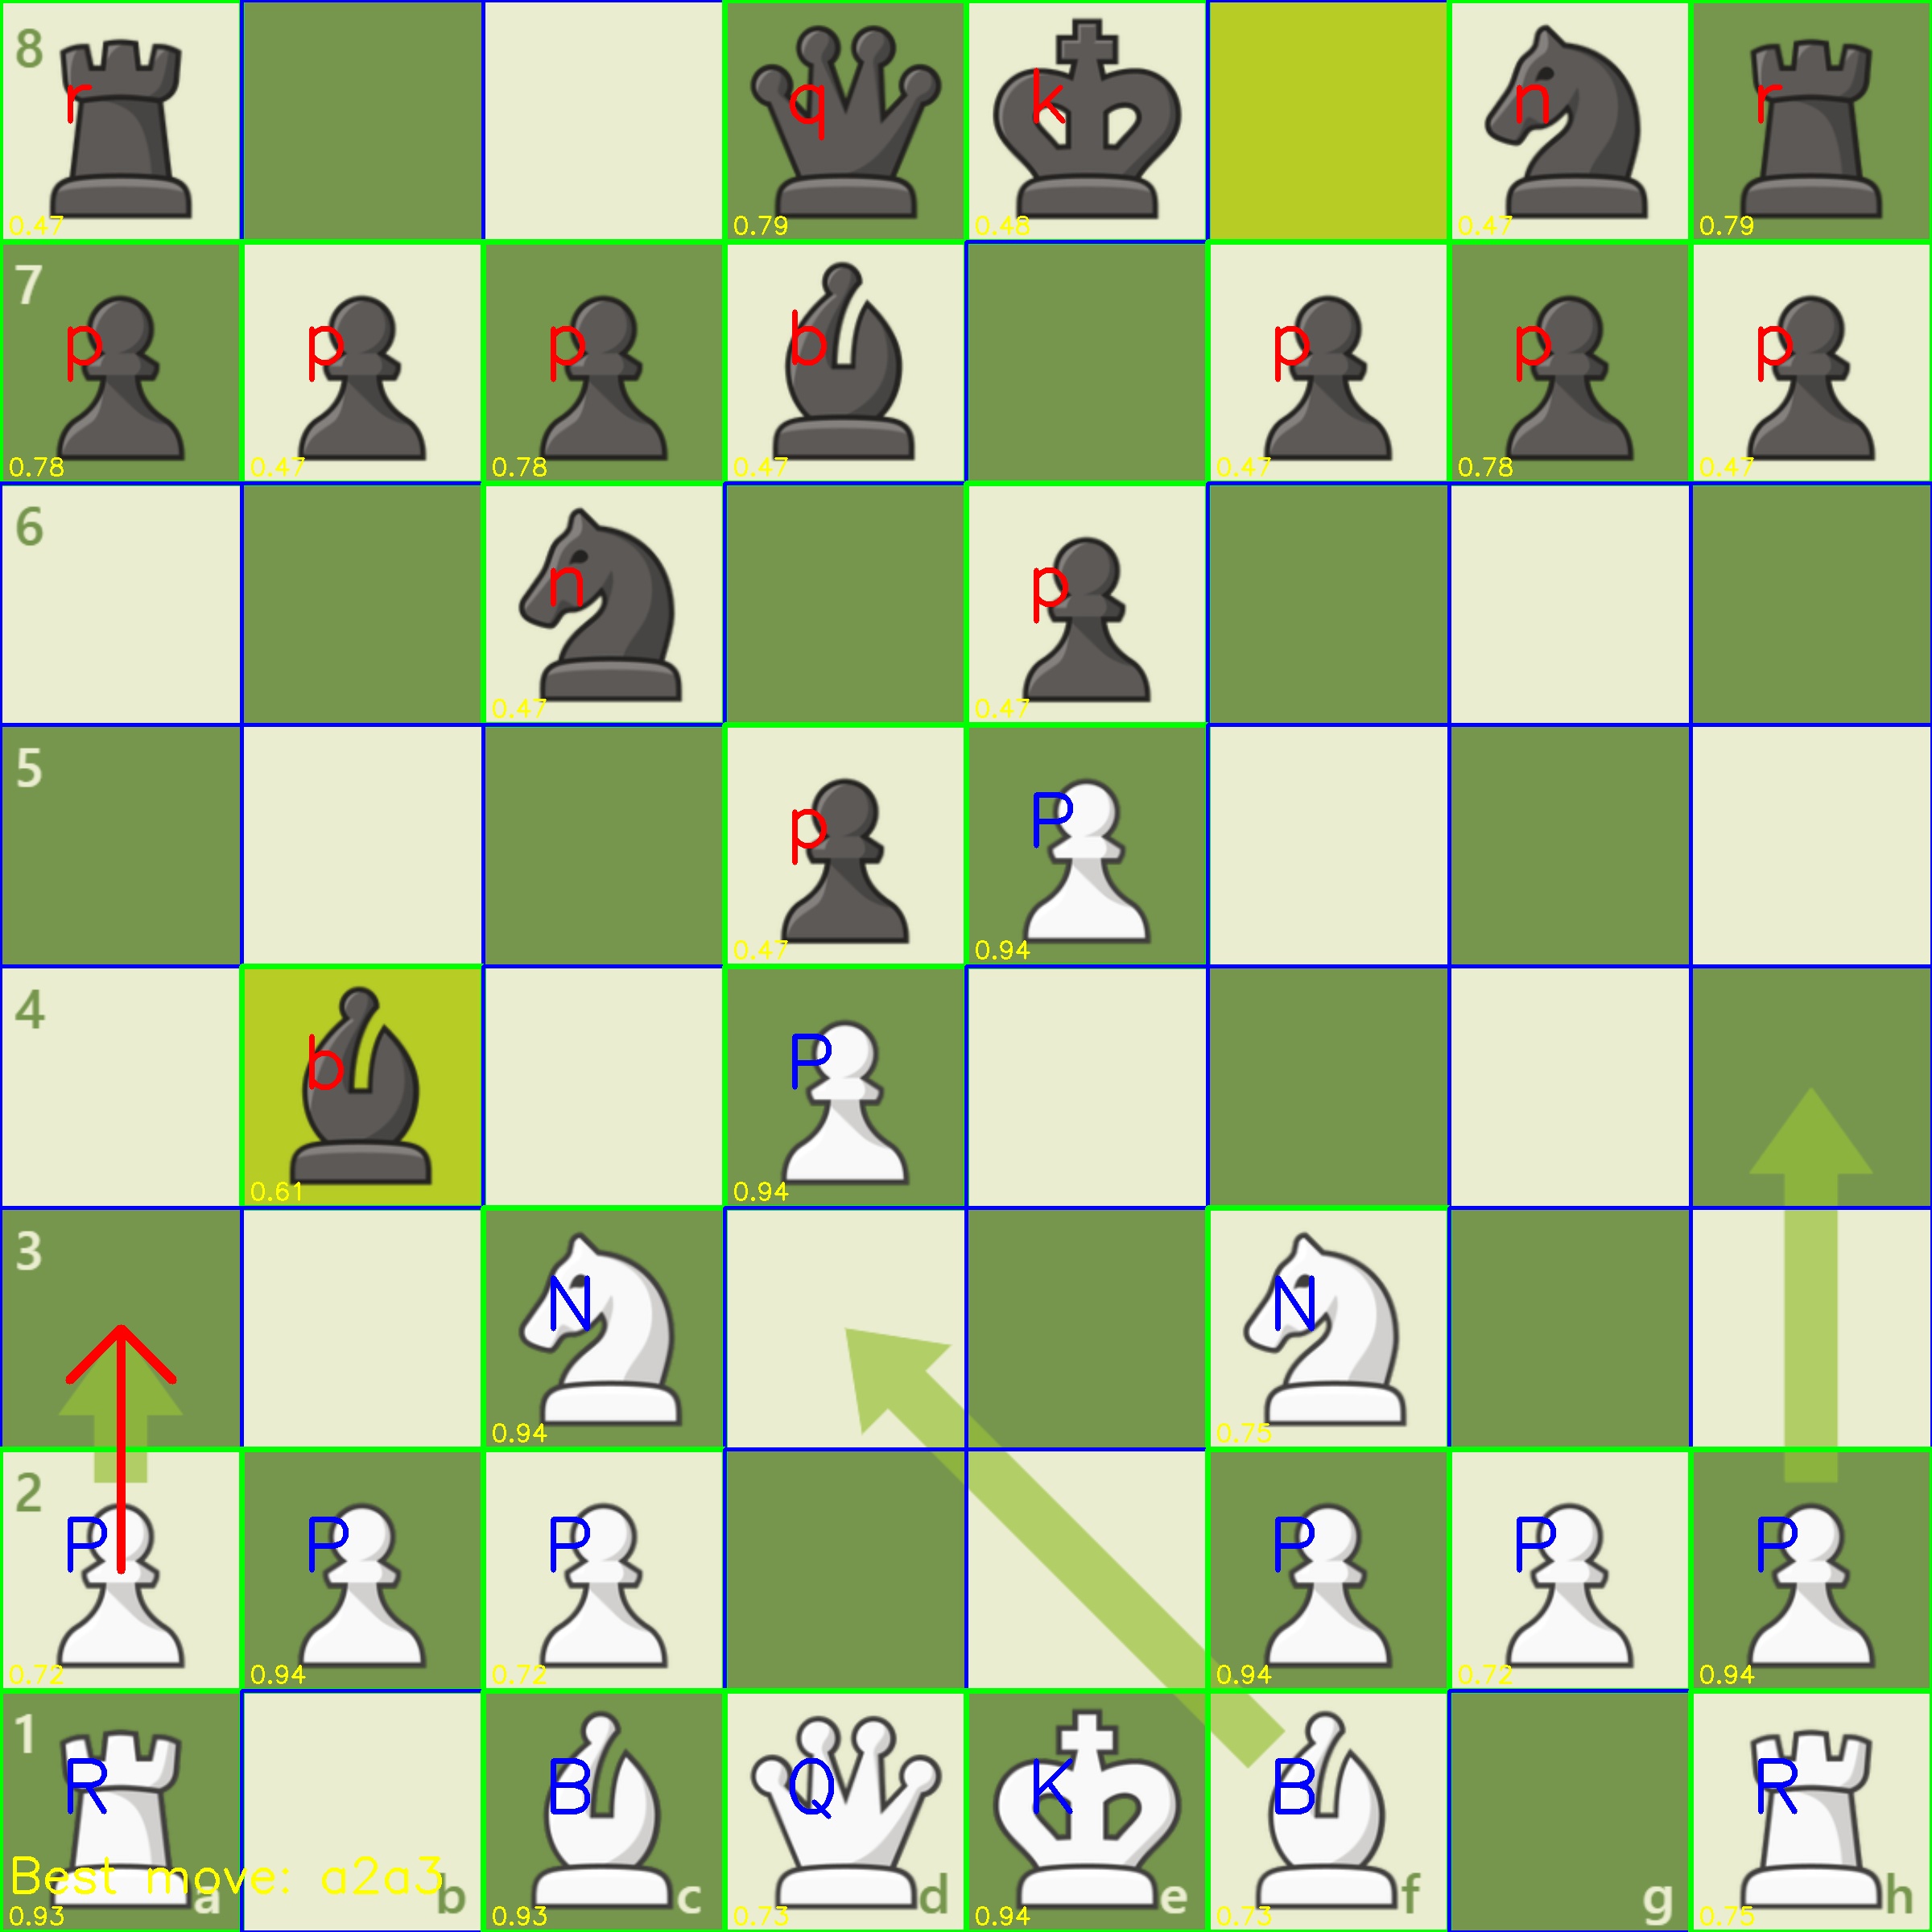 8 r q k n r
0.47 0.79 0.48 0.47 0.79
7 p p p b p p p
0.78 0.47 0.78 0.47 0.47 0.78 0.47
6 n p
0.47 0.47
5 p P
0.47 0.94
4 b P
0.61 0.94
3 N N
0.94 0.75
2 P P P P P P
0.72 0.94 0.72 0.94 0.72 0.94
1 R B Q K B R
Best move: a2a3
a b c d e f g h
0.93 0.93 0.73 0.94 0.73 0.75